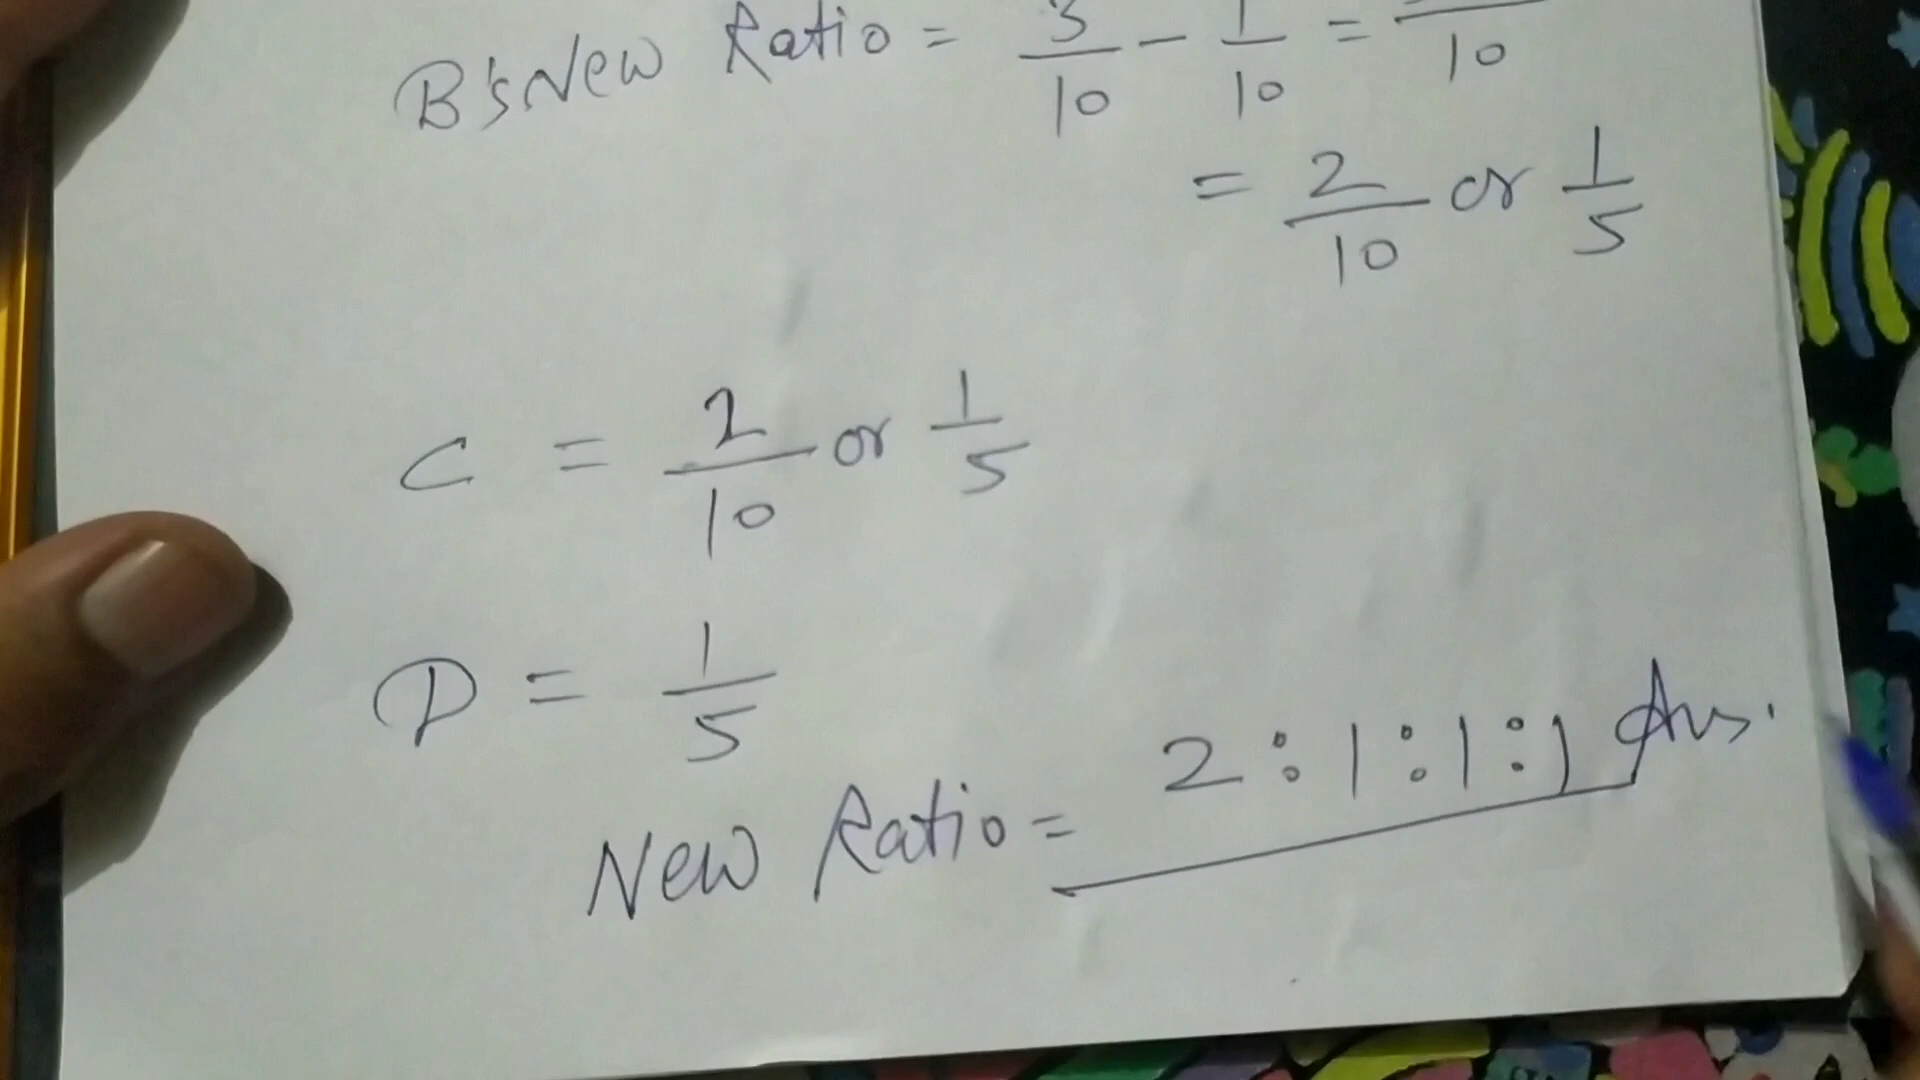 B's New Ratio = 3/10 - 1/10 = /10
= 2/10 or 1/5
C = 2/10 or 1/5
D = 1/5
New Ratio = 2:1:1:1 Ans.